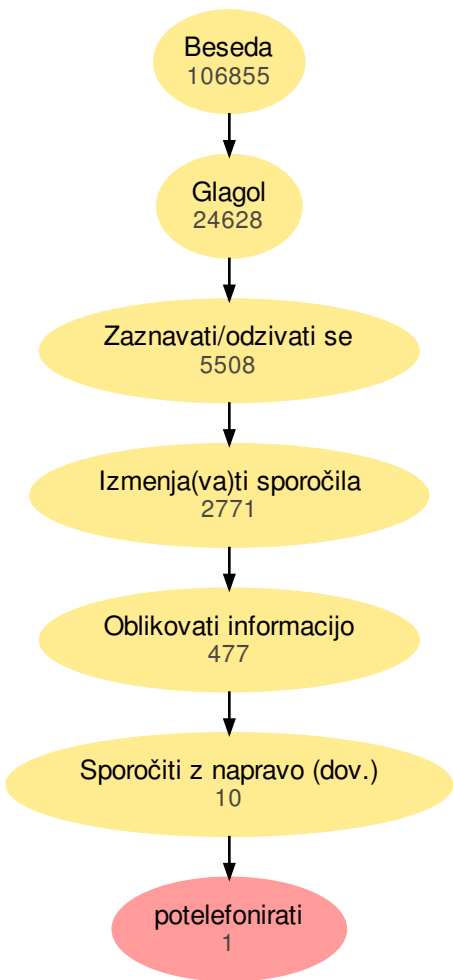 Beseda
106855
Glagol
24628
Zaznavati/odzivati se
5508
Izmenja(va)ti sporočila
2771
Oblikovati informacijo
477
Sporočiti z napravo (dov.)
10
potelefonirati
1